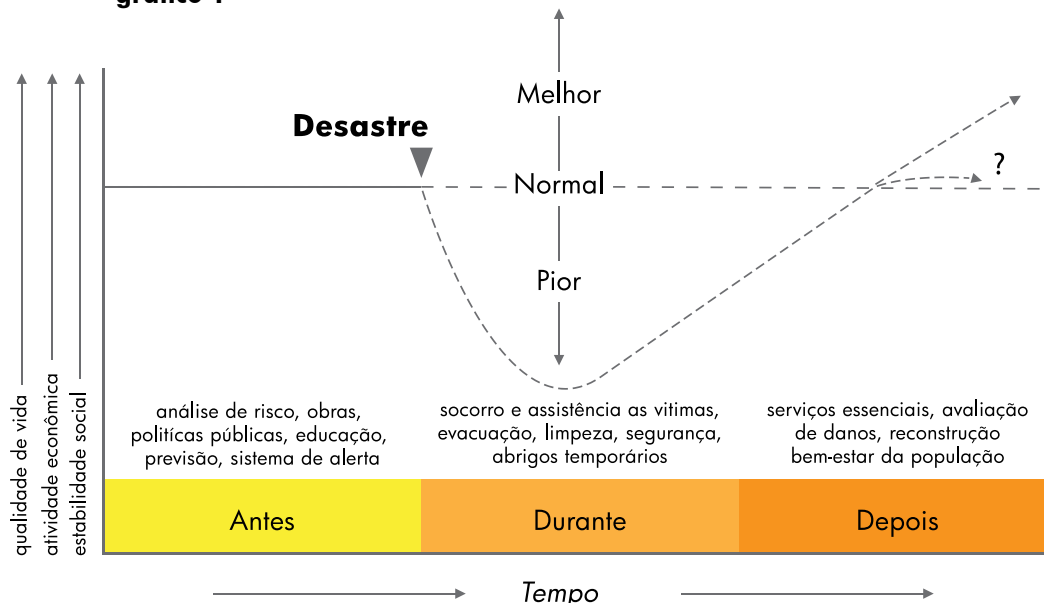 gráfico 1
Melhor
Desastre
?
Normal
Pior
qualidade de vida
atividade econômica
estabilidade social
análise de risco, obras,
politícas públicas, educação,
previsão, sistema de alerta
socorro e assistência as vitimas,
evacuação, limpeza, segurança,
abrigos temporários
serviços essenciais, avaliação
de danos, reconstrução
bem-estar da população
Antes
Durante
Depois
Tempo